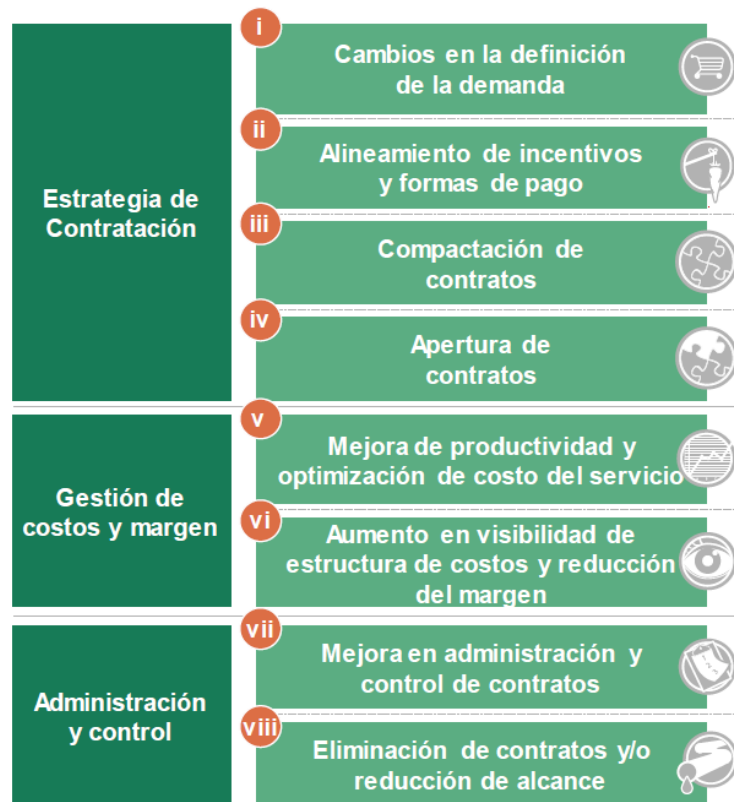 Estrategia de
Contratación
i
Cambios en la definición
de la demanda
ii
Alineamiento de incentivos
y formas de pago
iii
Compactación de
contratos
iv
Apertura de
contratos
Gestión de
costos y margen
v
Mejora de productividad y
optimización de costo del servicio
vi
Aumento en visibilidad de
estructura de costos y reducción
del margen
Administración
y control
vii
Mejora en administración y
control de contratos
viii
Eliminación de contratos y/o
reducción de alcance